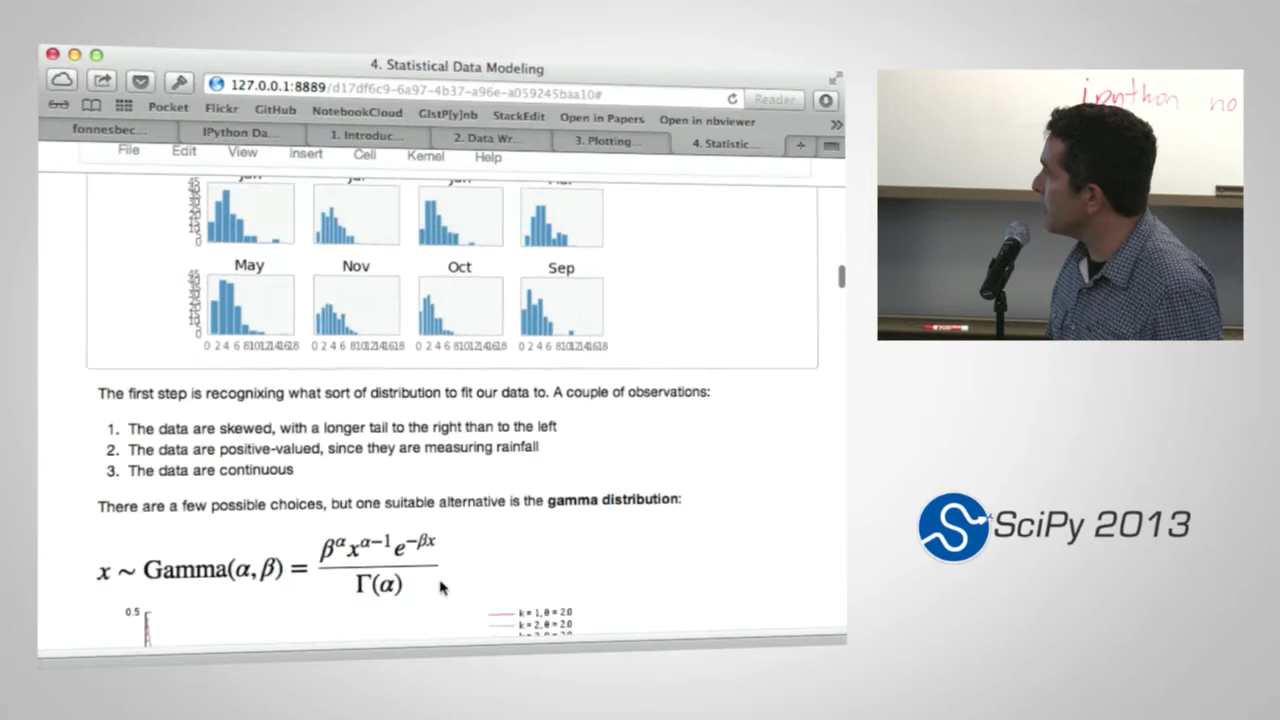 4. Statistical Data Modeling
127.0.0.1:8889/d17df6c9-6a97-4b37-a96e-a059245baa10#
Reader
Pocket Flickr GitHub NotebookCloud GlstP[y]nb StackEdit Open in Papers Open in nbviewer »
fonnesbec... IPython Da... 1. Introduc... 2. Data Wr... 3. Plotting... 4. Statistic... +
File Edit View Insert Cell Kernel Help
May Nov Oct Sep
The first step is recognixing what sort of distribution to fit our data to. A couple of observations:
1. The data are skewed, with a longer tail to the right than to the left
2. The data are positive-valued, since they are measuring rainfall
3. The data are continuous
There are a few possible choices, but one suitable alternative is the gamma distribution:
x ∼ Gamma(α, β) = β^α x^(α−1) e^(−βx) / Γ(α)
0.5
k = 1, θ = 2.0
k = 2, θ = 2.0
ipython no
SciPy 2013